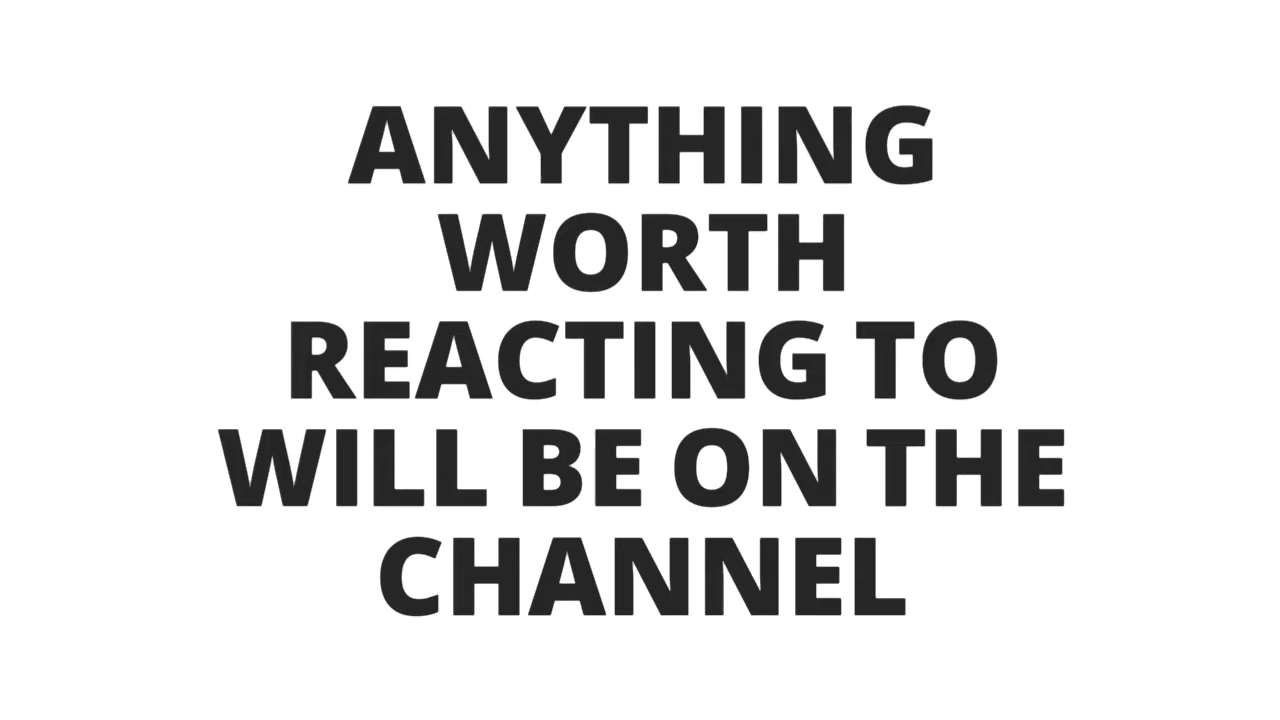 ANYTHING
WORTH
REACTING TO
WILL BE ON THE
CHANNEL